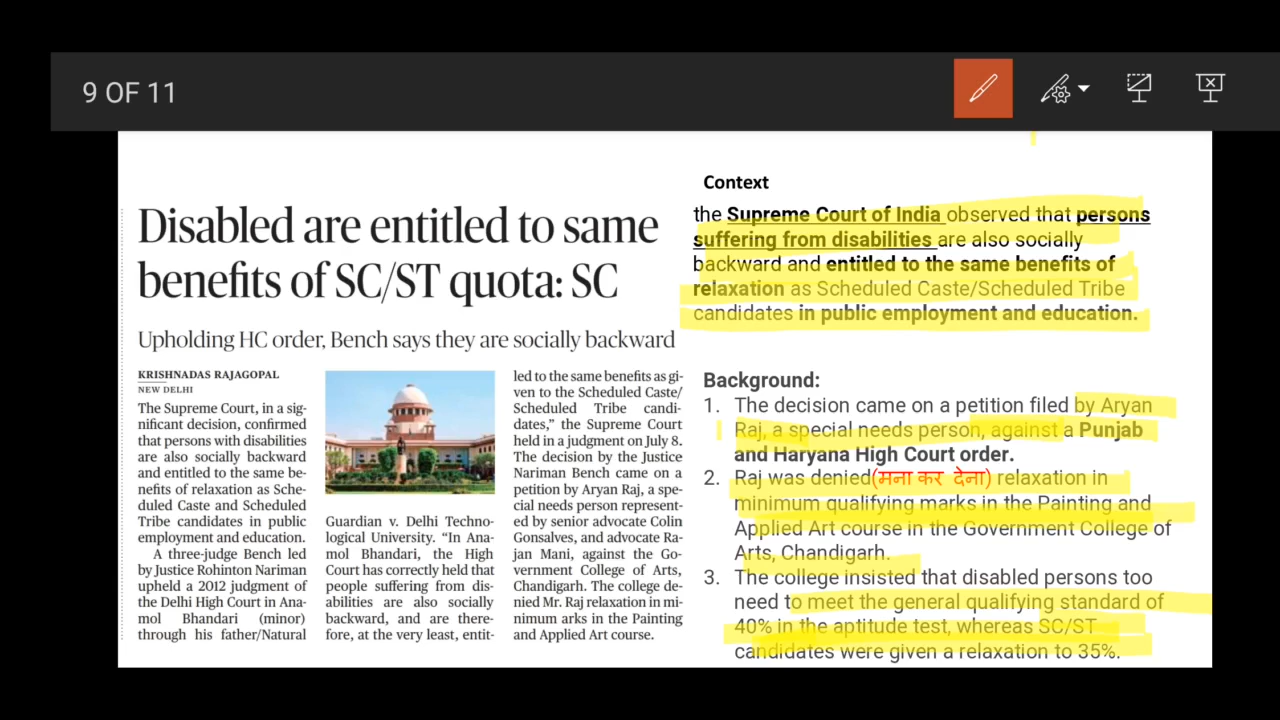 9 OF 11
Disabled are entitled to same
benefits of SC/ST quota: SC
Upholding HC order, Bench says they are socially backward
KRISHNADAS RAJAGOPAL
NEW DELHI
The Supreme Court, in a sig-
nificant decision, confirmed
that persons with disabilities
are also socially backward
and entitled to the same be-
nefits of relaxation as Sche-
duled Caste and Scheduled
Tribe candidates in public
employment and education.
A three-judge Bench led
by Justice Rohinton Nariman
upheld a 2012 judgment of
the Delhi High Court in Ana-
mol Bhandari (minor)
through his father/Natural
Guardian v. Delhi Techno-
logical University. “In Ana-
mol Bhandari, the High
Court has correctly held that
people suffering from dis-
abilities are also socially
backward, and are there-
fore, at the very least, entit-
led to the same benefits as gi-
ven to the Scheduled Caste/
Scheduled Tribe candi-
dates,” the Supreme Court
held in a judgment on July 8.
The decision by the Justice
Nariman Bench came on a
petition by Aryan Raj, a spe-
cial needs person represent-
ed by senior advocate Colin
Gonsalves, and advocate Ra-
jan Mani, against the Go-
vernment College of Arts,
Chandigarh. The college de-
nied Mr. Raj relaxation in mi-
nimum arks in the Painting
and Applied Art course.
Context
the Supreme Court of India observed that persons
suffering from disabilities are also socially
backward and entitled to the same benefits of
relaxation as Scheduled Caste/Scheduled Tribe
candidates in public employment and education.
Background:
1. The decision came on a petition filed by Aryan
Raj, a special needs person, against a Punjab
and Haryana High Court order.
2. Raj was denied(मना कर देना) relaxation in
minimum qualifying marks in the Painting and
Applied Art course in the Government College of
Arts, Chandigarh.
3. The college insisted that disabled persons too
need to meet the general qualifying standard of
40% in the aptitude test, whereas SC/ST
candidates were given a relaxation to 35%.